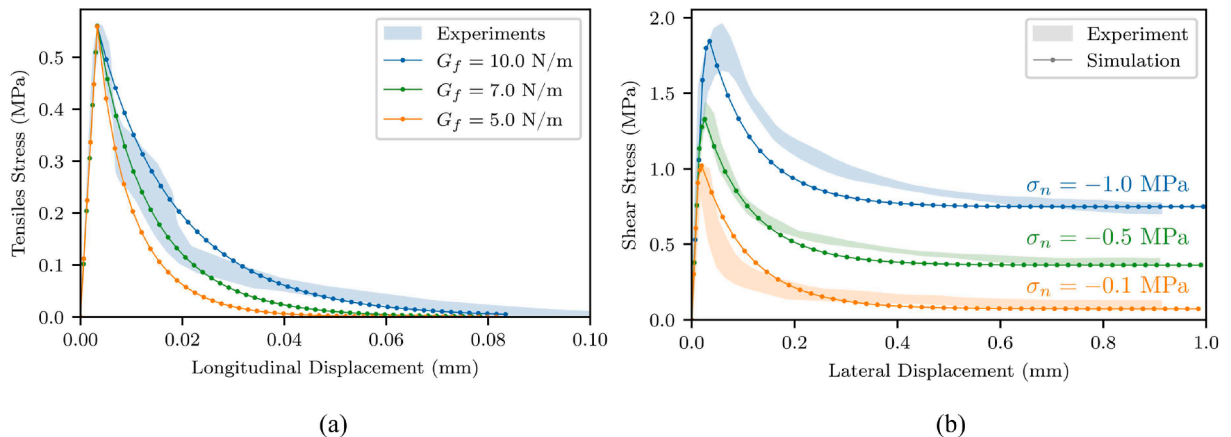 Tensiles Stress (MPa)
0.5
0.4
0.3
0.2
0.1
0.0
0.00 0.02 0.04 0.06 0.08 0.10
Longitudinal Displacement (mm)
Experiments
G_f = 10.0 N/m
G_f = 7.0 N/m
G_f = 5.0 N/m
(a)
Shear Stress (MPa)
2.0
1.5
1.0
0.5
0.0
0.0 0.2 0.4 0.6 0.8 1.0
Lateral Displacement (mm)
Experiment
Simulation
σ_n = −1.0 MPa
σ_n = −0.5 MPa
σ_n = −0.1 MPa
(b)